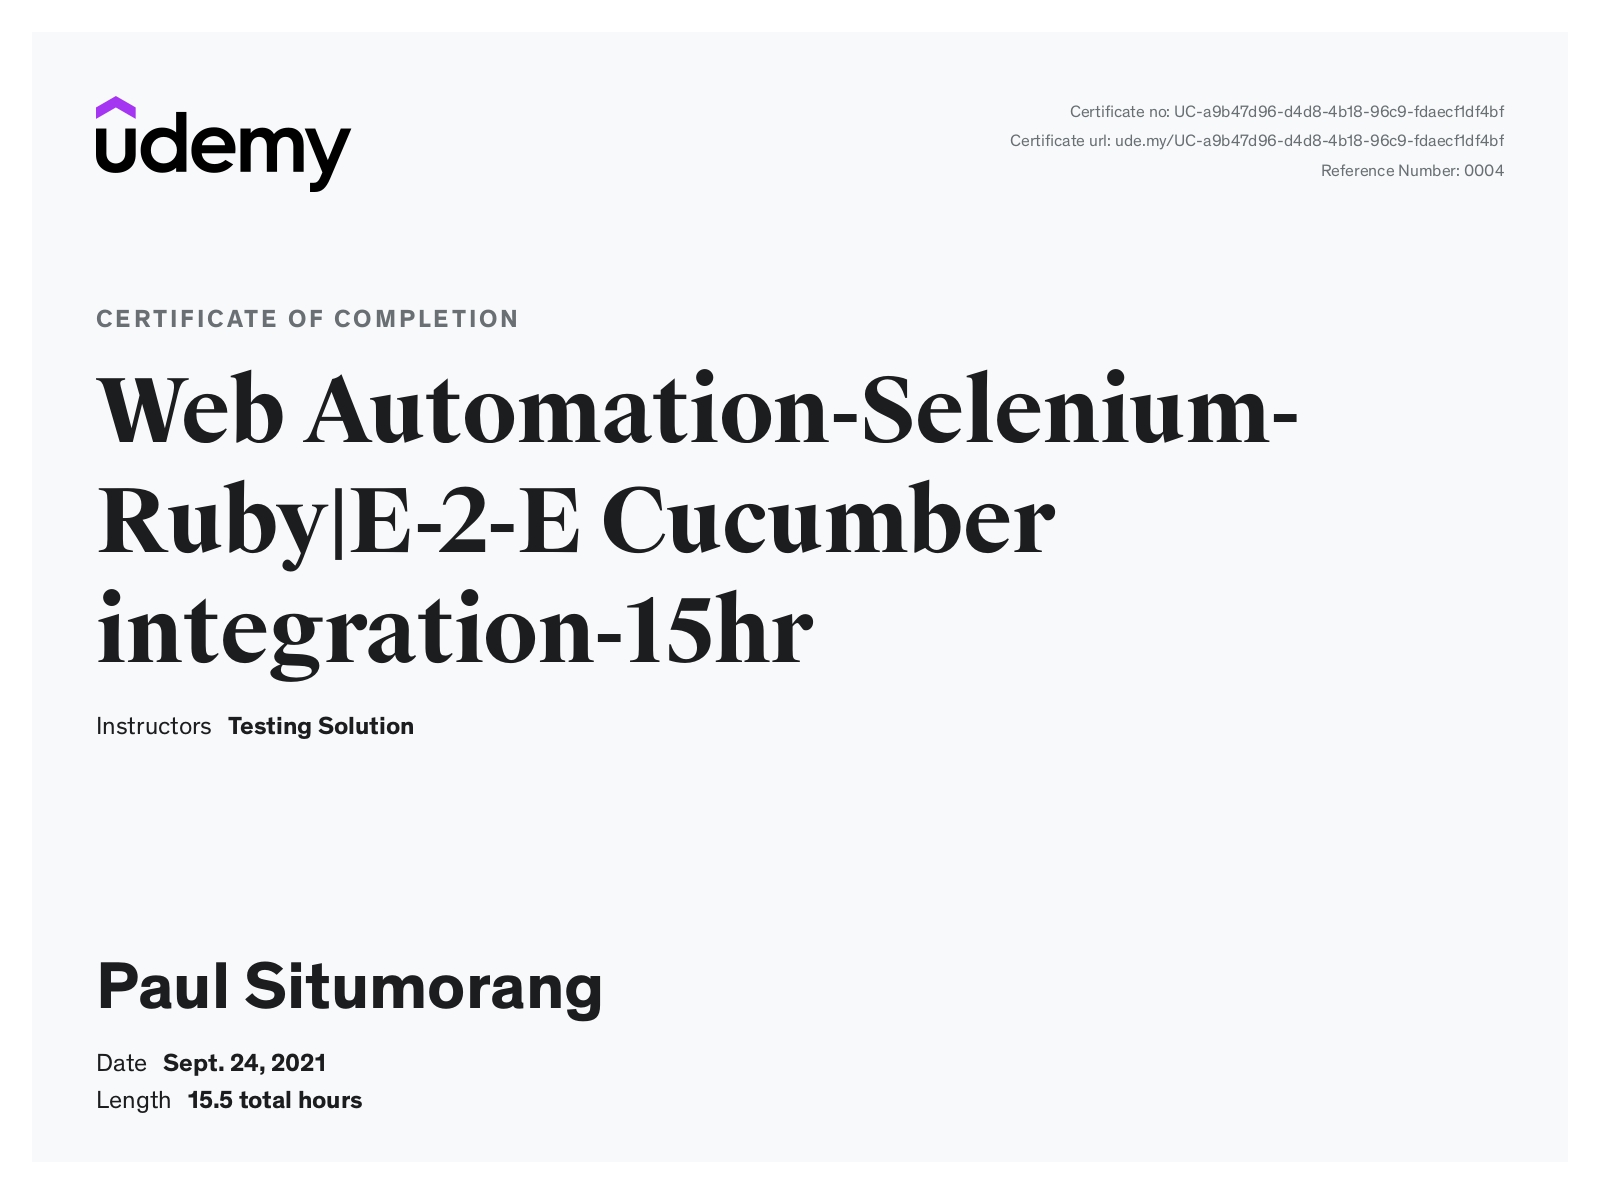 udemy
Certificate no: UC-a9b47d96-d4d8-4b18-96c9-fdaecf1df4bf
Certificate url: ude.my/UC-a9b47d96-d4d8-4b18-96c9-fdaecf1df4bf
Reference Number: 0004
CERTIFICATE OF COMPLETION
Web Automation-Selenium-
Ruby|E-2-E Cucumber
integration-15hr
Instructors Testing Solution
Paul Situmorang
Date Sept. 24, 2021
Length 15.5 total hours